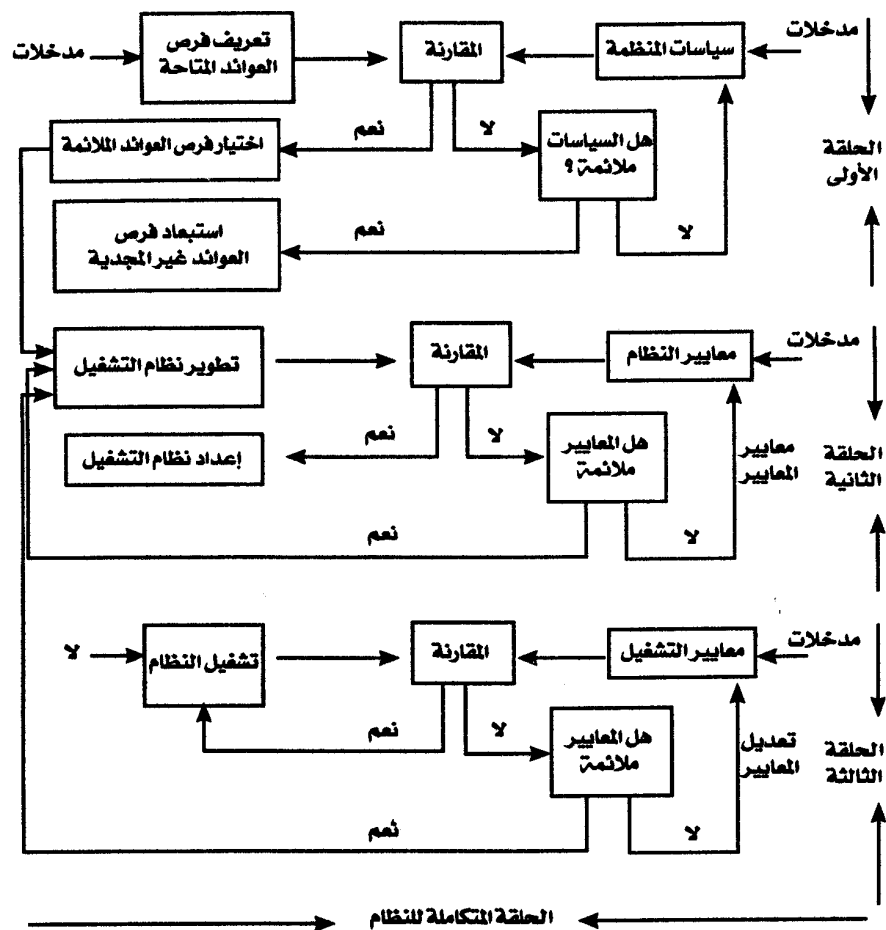 مدخلات
سياسات المنظمة
المقارنة
تعريف فرص
العوائد المتاحة
مدخلات
الحلقة
الأولى
هل السياسات
ملائمة ؟
لا
نعم
اختيار فرص العوائد الملائمة
لا
نعم
استبعاد فرص
العوائد غير المجدية
مدخلات
معايير النظام
المقارنة
تطوير نظام التشغيل
الحلقة
الثانية
معايير
المعايير
هل المعايير
ملائمة
لا
نعم
إعداد نظام التشغيل
لا
نعم
مدخلات
معايير التشغيل
المقارنة
تشغيل النظام
لا
الحلقة
الثالثة
تعديل
المعايير
هل المعايير
ملائمة
لا
نعم
لا
نعم
الحلقة المتكاملة للنظام